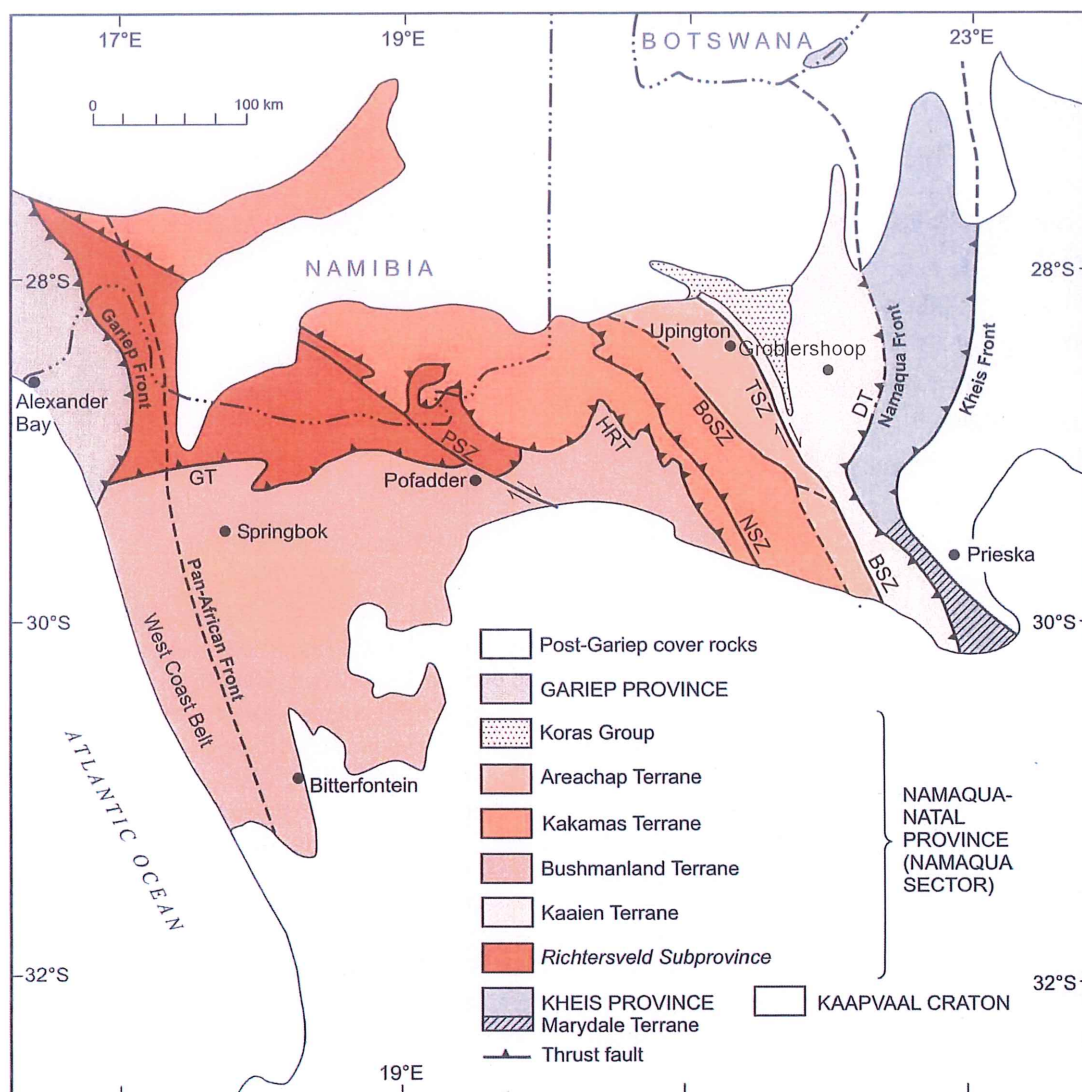 17°E
19°E
BOTSWANA
23°E
0
100 km
28°S
NAMIBIA
28°S
Gariep Front
Upington
Groblershoop
Namaqua Front
Kheis Front
Alexander
Bay
TSZ
DT
BoSZ
HRT
PSZ
GT
Pofadder
Springbok
NSZ
BSZ
Prieska
Pan-African Front
West Coast Belt
30°S
30°S
Post-Gariep cover rocks
GARIEP PROVINCE
Koras Group
Areachap Terrane
Kakamas Terrane
Bushmanland Terrane
Kaaien Terrane
Richtersveld Subprovince
NAMAQUA-
NATAL
PROVINCE
(NAMAQUA
SECTOR)
Bitterfontein
ATLANTIC OCEAN
32°S
32°S
KHEIS PROVINCE
KAAPVAAL CRATON
Marydale Terrane
Thrust fault
19°E